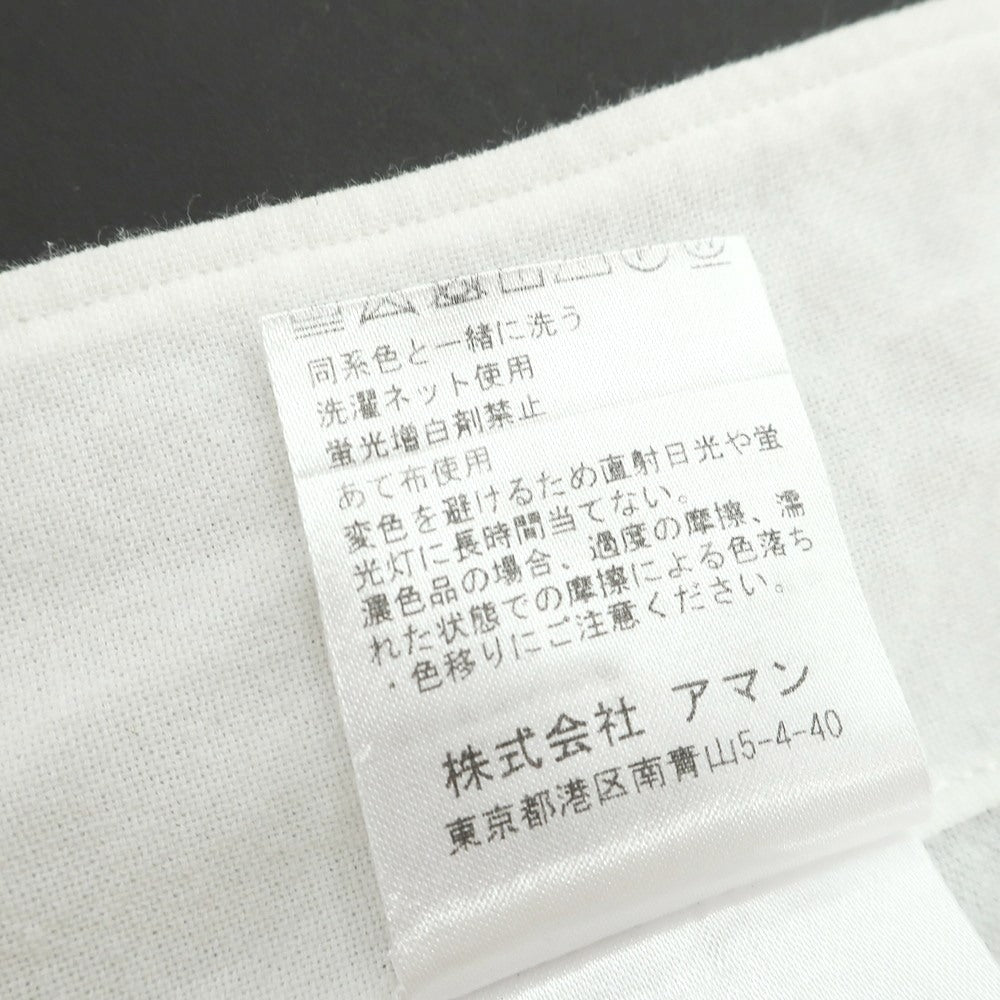 同系色と一緒に洗う
洗濯ネット使用
蛍光増白剤禁止
あて布使用
変色を避けるため直射日光や蛍
光灯に長時間当てない。
濃色品の場合、過度の摩擦、濡
れた状態での摩擦による色落ち
・色移りにご注意ください。
株式会社 アマン
東京都港区南青山5-4-40